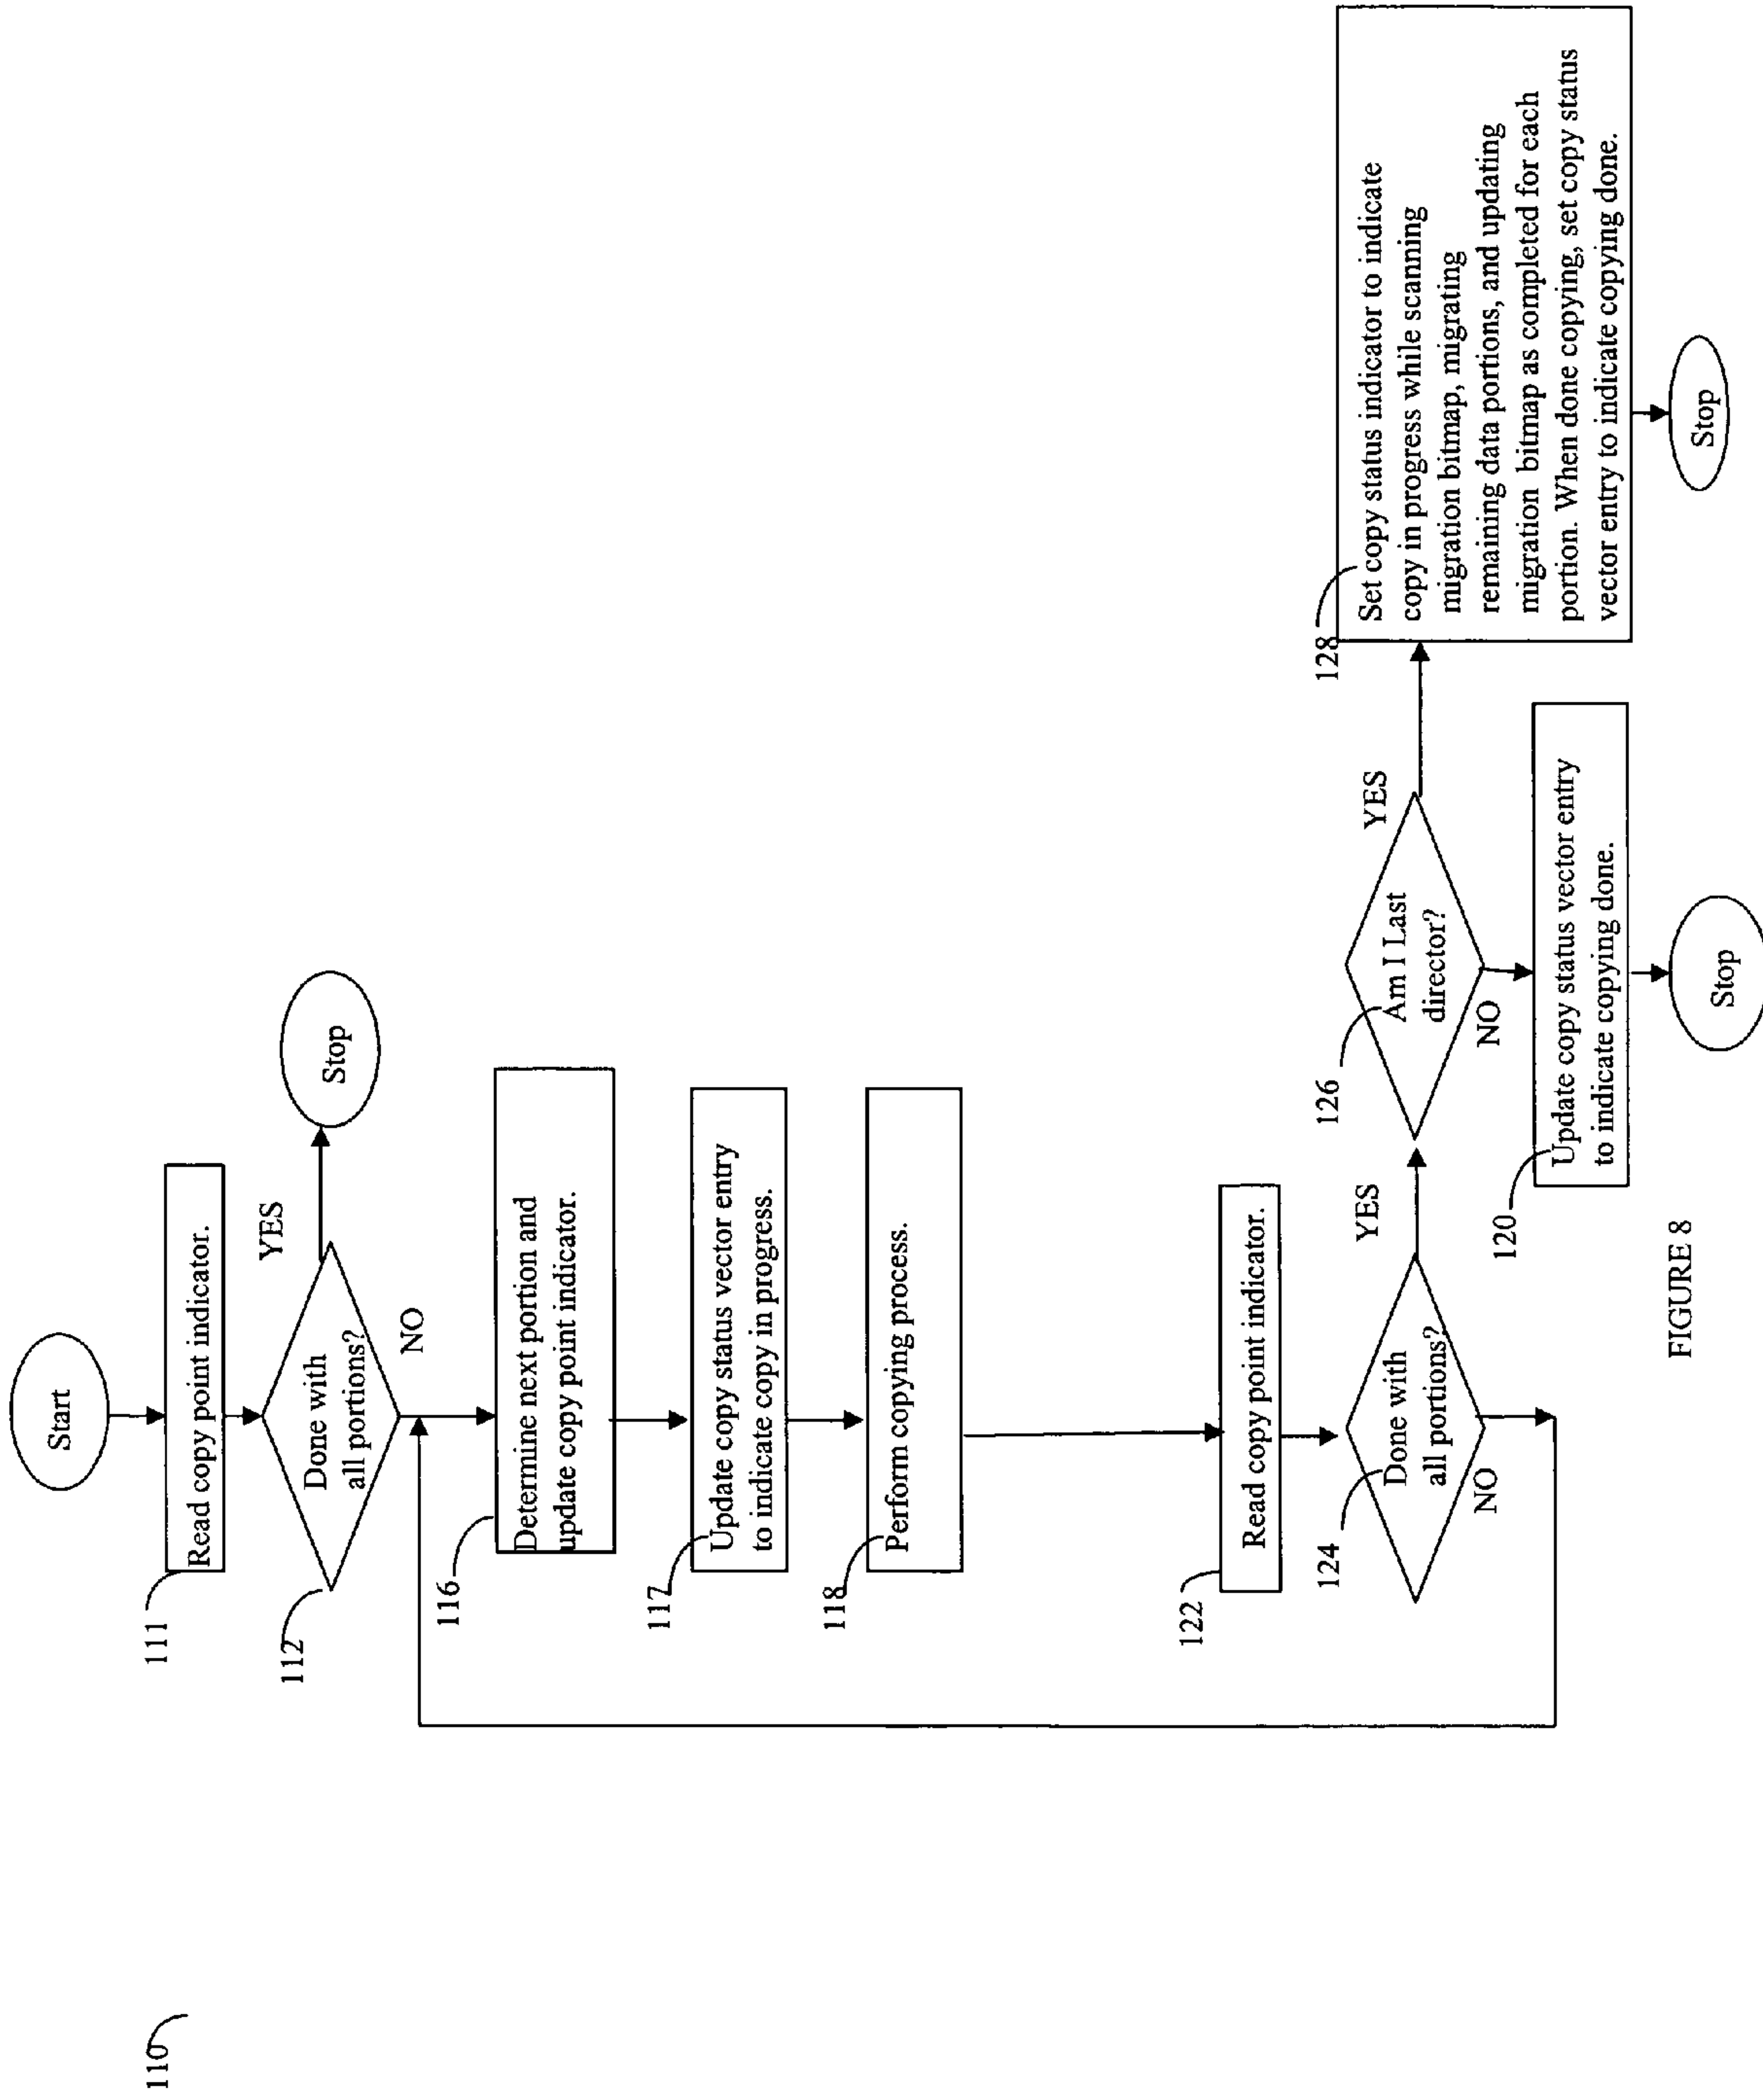 110
Start
111
Read copy point indicator.
112
Done with
all portions?
YES
Stop
NO
116
Determine next portion and
update copy point indicator.
117
Update copy status vector entry
to indicate copy in progress.
118
Perform copying process.
122
Read copy point indicator.
124
Done with
all portions?
YES
NO
126
Am I Last
director?
YES
NO
128
Set copy status indicator to indicate
copy in progress while scanning
migration bitmap, migrating
remaining data portions, and updating
migration bitmap as completed for each
portion. When done copying, set copy status
vector entry to indicate copying done.
Stop
120
Update copy status vector entry
to indicate copying done.
Stop
FIGURE 8